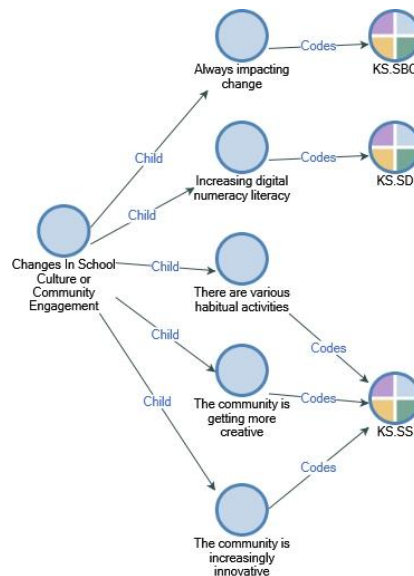 Codes
Always impacting
change
KS.SBC
Child
Codes
Child
Increasing digital
numeracy literacy
KS.SD
Child
Changes In School
Culture or
Community
Engagement
There are various
habitual activities
Codes
Child
Codes
The community is
getting more
creative
KS.SS
Child
Codes
The community is
increasingly
innovative